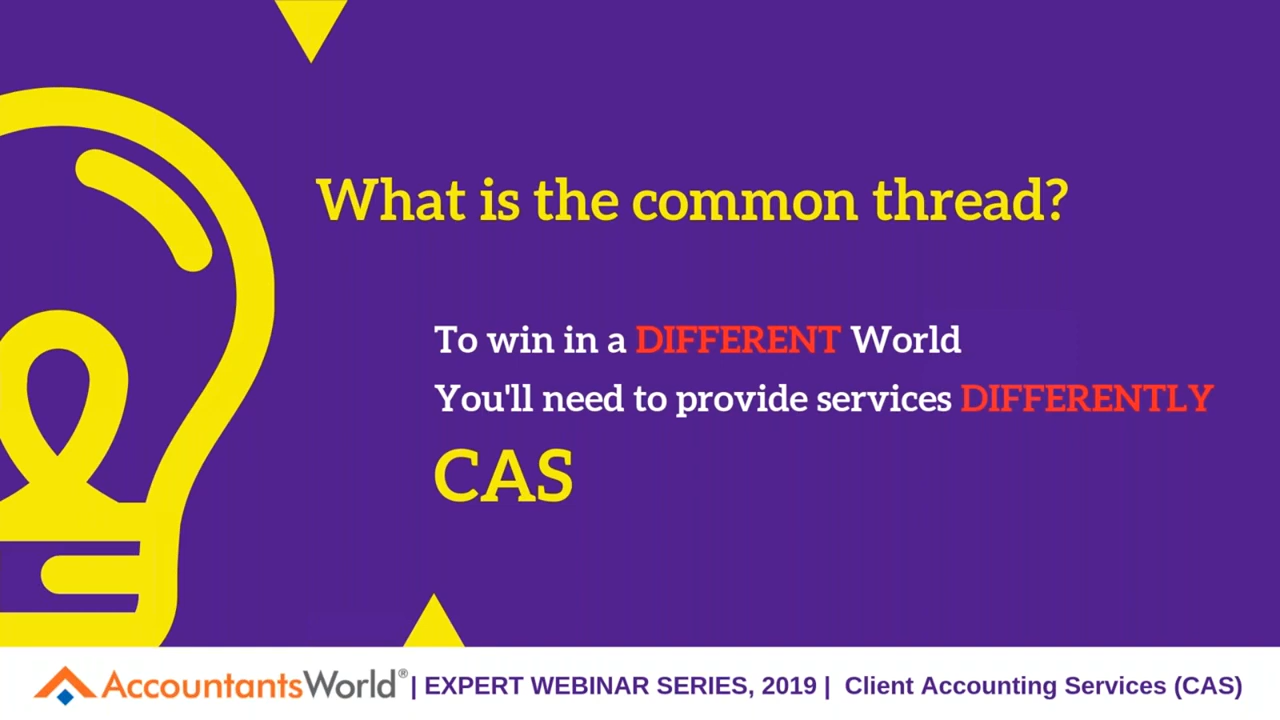 What is the common thread?
To win in a DIFFERENT World
You'll need to provide services DIFFERENTLY
CAS
AccountantsWorld® | EXPERT WEBINAR SERIES, 2019 | Client Accounting Services (CAS)